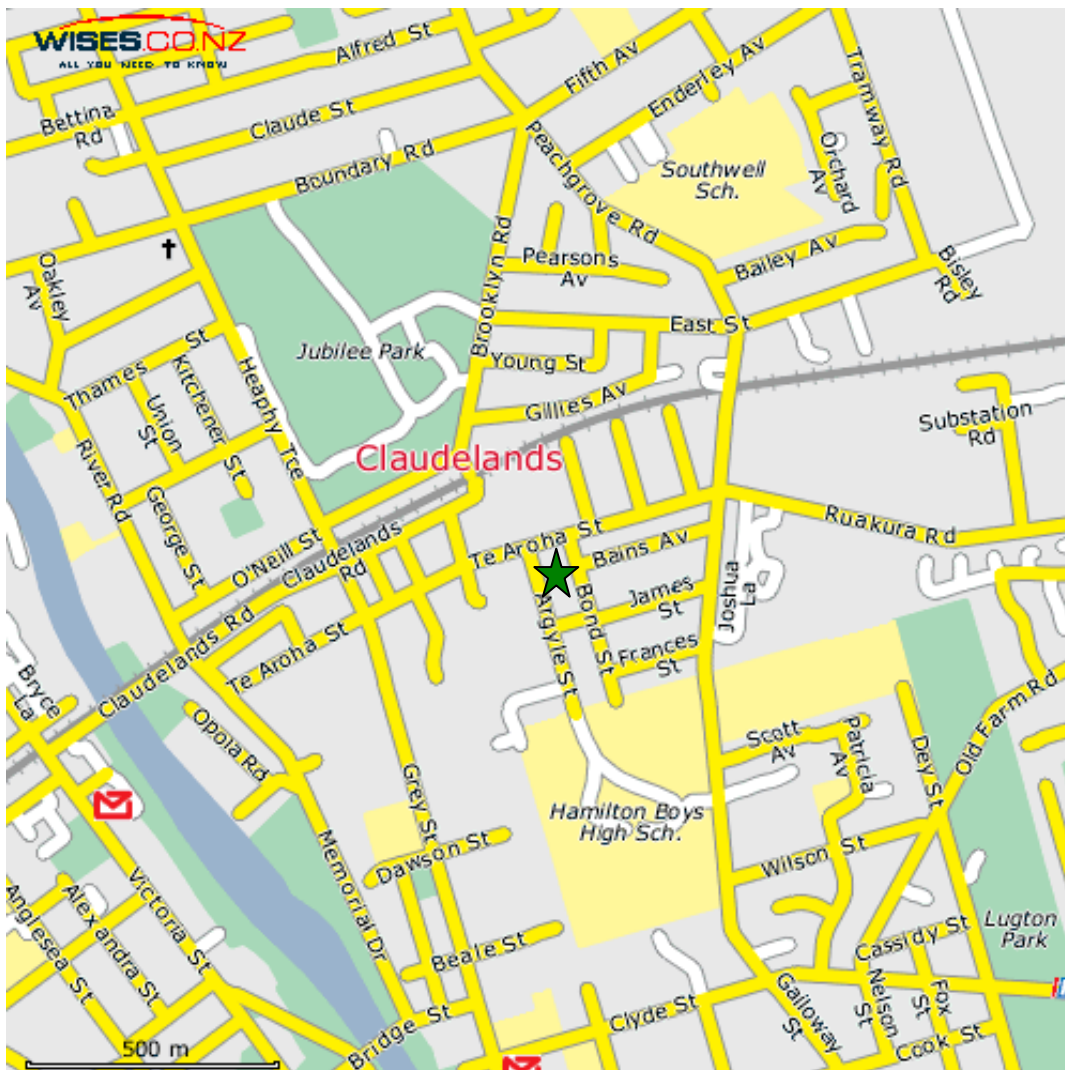 WISES.CO.NZ
ALL YOU NEED TO KNOW
Alfred St
Fifth Av
Enderley Av
Tramway Rd
Bettina
Rd
Claude St
Boundary Rd
Peachgrove Rd
Southwell
Sch.
Orchard
Av
Oakley
Av
Brooklyn Rd
Pearsons
Av
Bailey Av
Bisley
Rd
East St
Jubilee Park
Young St
Thames St
Kitchener St
Heaphy Tce
Gillies Av
Union
St
Substation
Rd
Claudelands
River Rd
George St
O'Neill St
Claudelands
Rd
Te Aroha St
Bains Av
Ruakura Rd
Joshua
La
James
St
Argyle St
Bond St
Frances
St
Claudelands Rd
Te Aroha St
Bryce
La
Opoia Rd
Scott
Av
Patricia
Av
Dey St
Old Farm Rd
Grey St
Hamilton Boys
High Sch.
Memorial Dr
Dawson St
Wilson St
Victoria St
Alexandra St
Anglesea St
Beale St
Cassidy St
Lugton
Park
Bridge St
Clyde St
Galloway
St
Nelson
St
Fox
St
Cook St
500 m